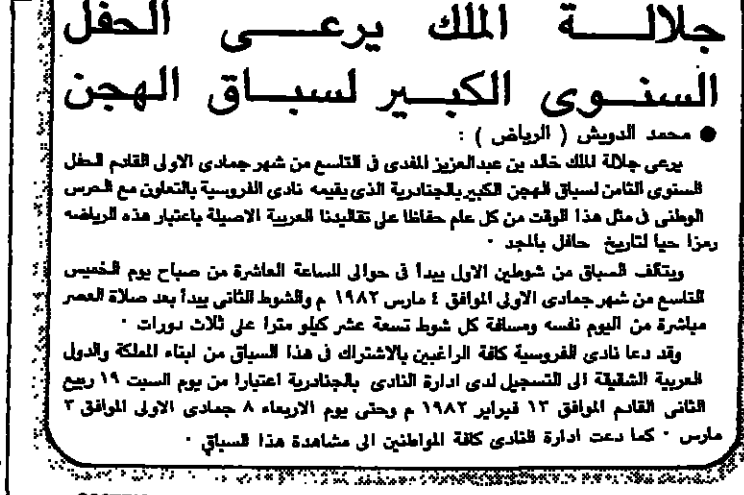 جلالة الملك يرعى الحفل
السنوى الكبير لسباق الهجن
● محمد الدويش ( الرياض ) :
يرعى جلالة الملك خالد بن عبدالعزيز المفدى فى التاسع من شهر جمادى الاولى القادم الحفل
السنوى الثامن لسباق الهجن الكبير بالجنادرية الذى يقيمه نادى الفروسية بالتعاون مع الحرس
الوطنى فى مثل هذا الوقت من كل عام حفاظا على تقاليدنا العربية الاصيلة باعتبار هذه الرياضه
رمزا حيا لتاريخ حافل بالمجد ٠
ويتألف السباق من شوطين الاول يبدأ فى حوالى الساعة العاشرة من صباح يوم الخميس
التاسع من شهر جمادى الاولى الموافق ٤ مارس ١٩٨٢ م والشوط الثانى يبدأ بعد صلاة العصر
مباشرة من اليوم نفسه ومسافة كل شوط تسعة عشر كيلو مترا على ثلاث دورات ٠
وقد دعا نادى الفروسية كافة الراغبين بالاشتراك فى هذا السباق من ابناء المملكة والدول
العربية الشقيقة الى التسجيل لدى ادارة النادى بالجنادرية اعتبارا من يوم السبت ١٩ ربيع
الثانى القادم الموافق ١٣ فبراير ١٩٨٢ م وحتى يوم الاربعاء ٨ جمادى الاولى الموافق ٣
مارس ٠ كما دعت ادارة النادى كافة المواطنين الى مشاهدة هذا السباق ٠